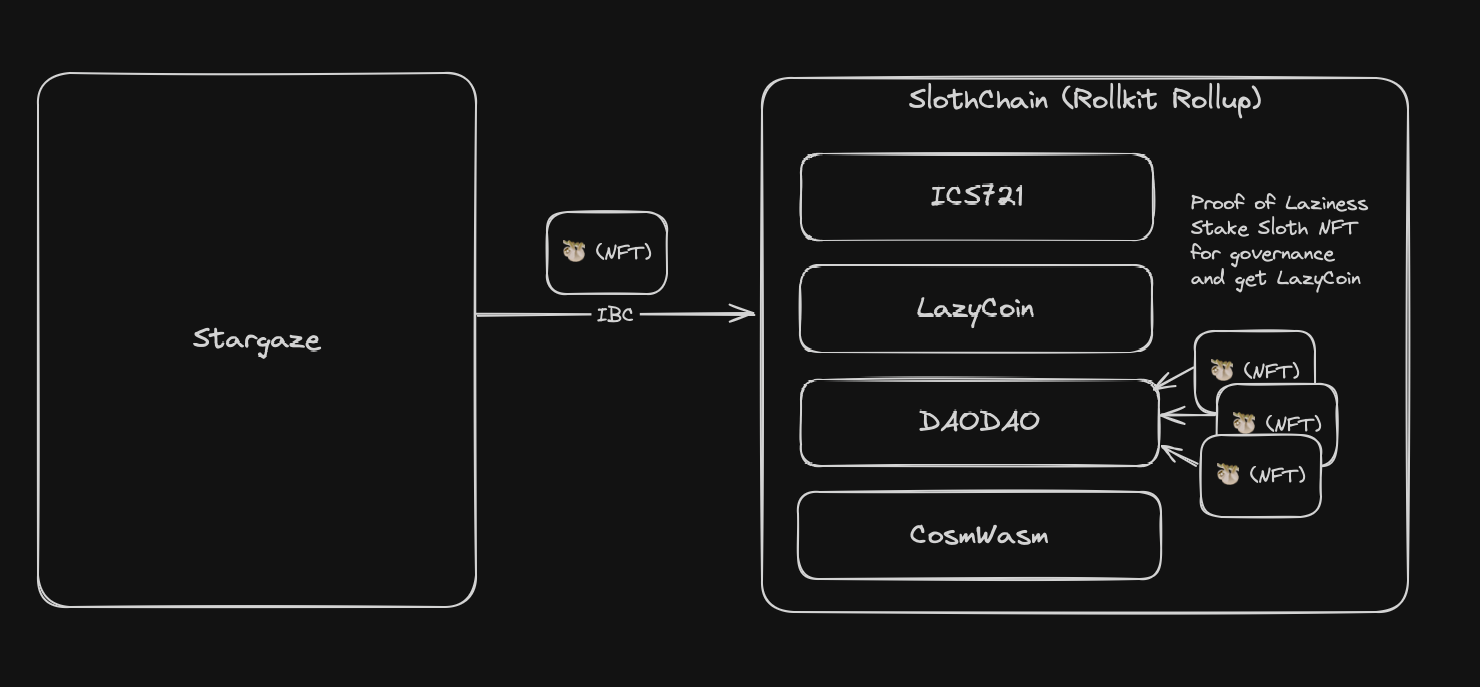 Stargaze
🦥 (NFT)
IBC
SlothChain (Rollkit Rollup)
ICS721
LazyCoin
DAODAO
CosmWasm
Proof of Laziness
Stake Sloth NFT
for governance
and get LazyCoin
🦥 (NFT)
🦥 (NFT)
🦥 (NFT)